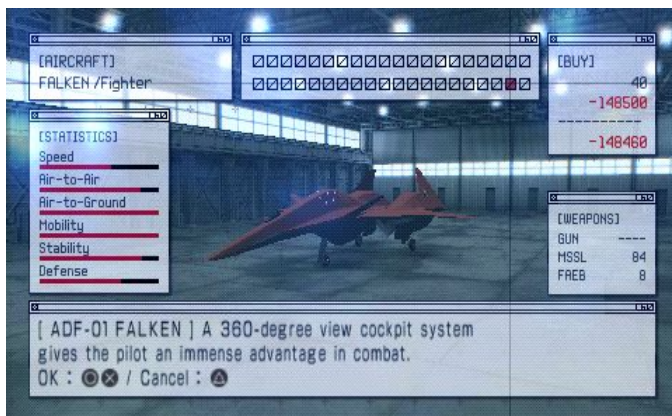 [AIRCRAFT]
FALKEN /Fighter
[BUY]
40
-148500
----------
-148460
[STATISTICS]
Speed
Air-to-Air
Air-to-Ground
Mobility
Stability
Defense
[WEAPONS]
GUN ----
MSSL 84
FAEB 8
[ ADF-01 FALKEN ] A 360-degree view cockpit system
gives the pilot an immense advantage in combat.
OK : ◎⊗ / Cancel : △